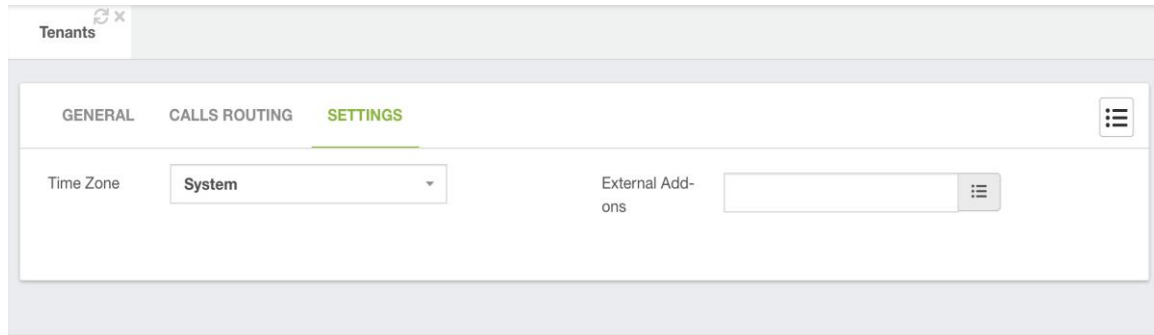 Tenants
GENERAL CALLS ROUTING SETTINGS
Time Zone System External Add-
ons